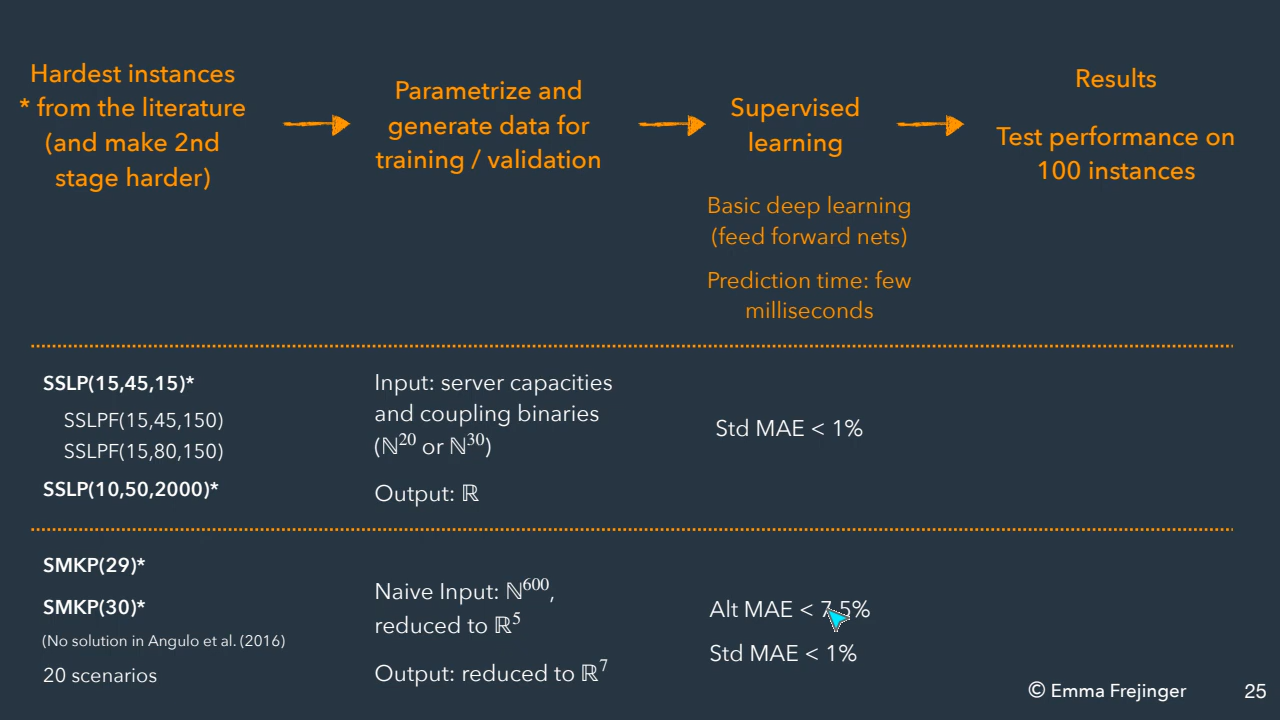 Hardest instances
* from the literature
(and make 2nd
stage harder)
Parametrize and
generate data for
training / validation
Supervised
learning
Basic deep learning
(feed forward nets)
Prediction time: few
milliseconds
Results
Test performance on
100 instances
SSLP(15,45,15)*
SSLPF(15,45,150)
SSLPF(15,80,150)
SSLP(10,50,2000)*
Input: server capacities
and coupling binaries
(ℕ²⁰ or ℕ³⁰)
Output: ℝ
Std MAE < 1%
SMKP(29)*
SMKP(30)*
(No solution in Angulo et al. (2016)
20 scenarios
Naive Input: ℕ⁶⁰⁰,
reduced to ℝ⁵
Output: reduced to ℝ⁷
Alt MAE < 7.5%
Std MAE < 1%
© Emma Frejinger
25